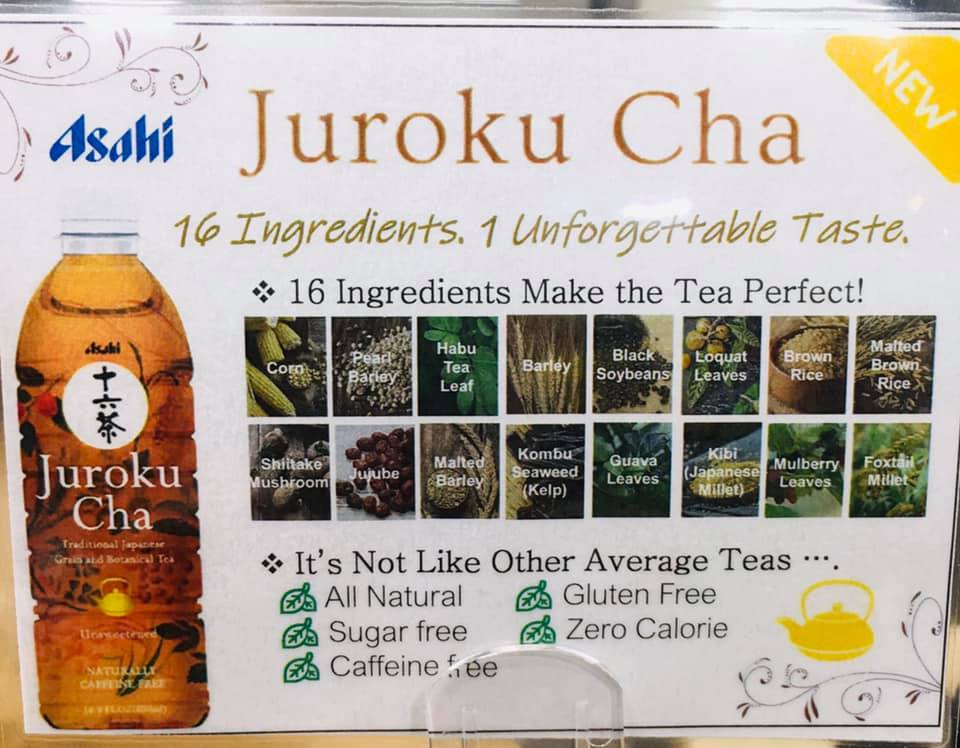 NEW
Asahi
Juroku Cha
16 Ingredients. 1 Unforgettable Taste.
❖ 16 Ingredients Make the Tea Perfect!
Corn
Pearl
Barley
Habu
Tea
Leaf
Barley
Black
Soybeans
Loquat
Leaves
Brown
Rice
Malted
Brown
Rice
Shiitake
Mushroom
Jujube
Malted
Barley
Kombu
Seaweed
(Kelp)
Guava
Leaves
Kibi
(Japanese
Millet)
Mulberry
Leaves
Foxtail
Millet
❖ It's Not Like Other Average Teas ….
All Natural
Gluten Free
Sugar free
Zero Calorie
Caffeine free
Asahi
十
六
茶
Juroku
Cha
Traditional Japanese
Grain and Botanical Tea
Unsweetened
NATURALLY
CAFFEINE FREE